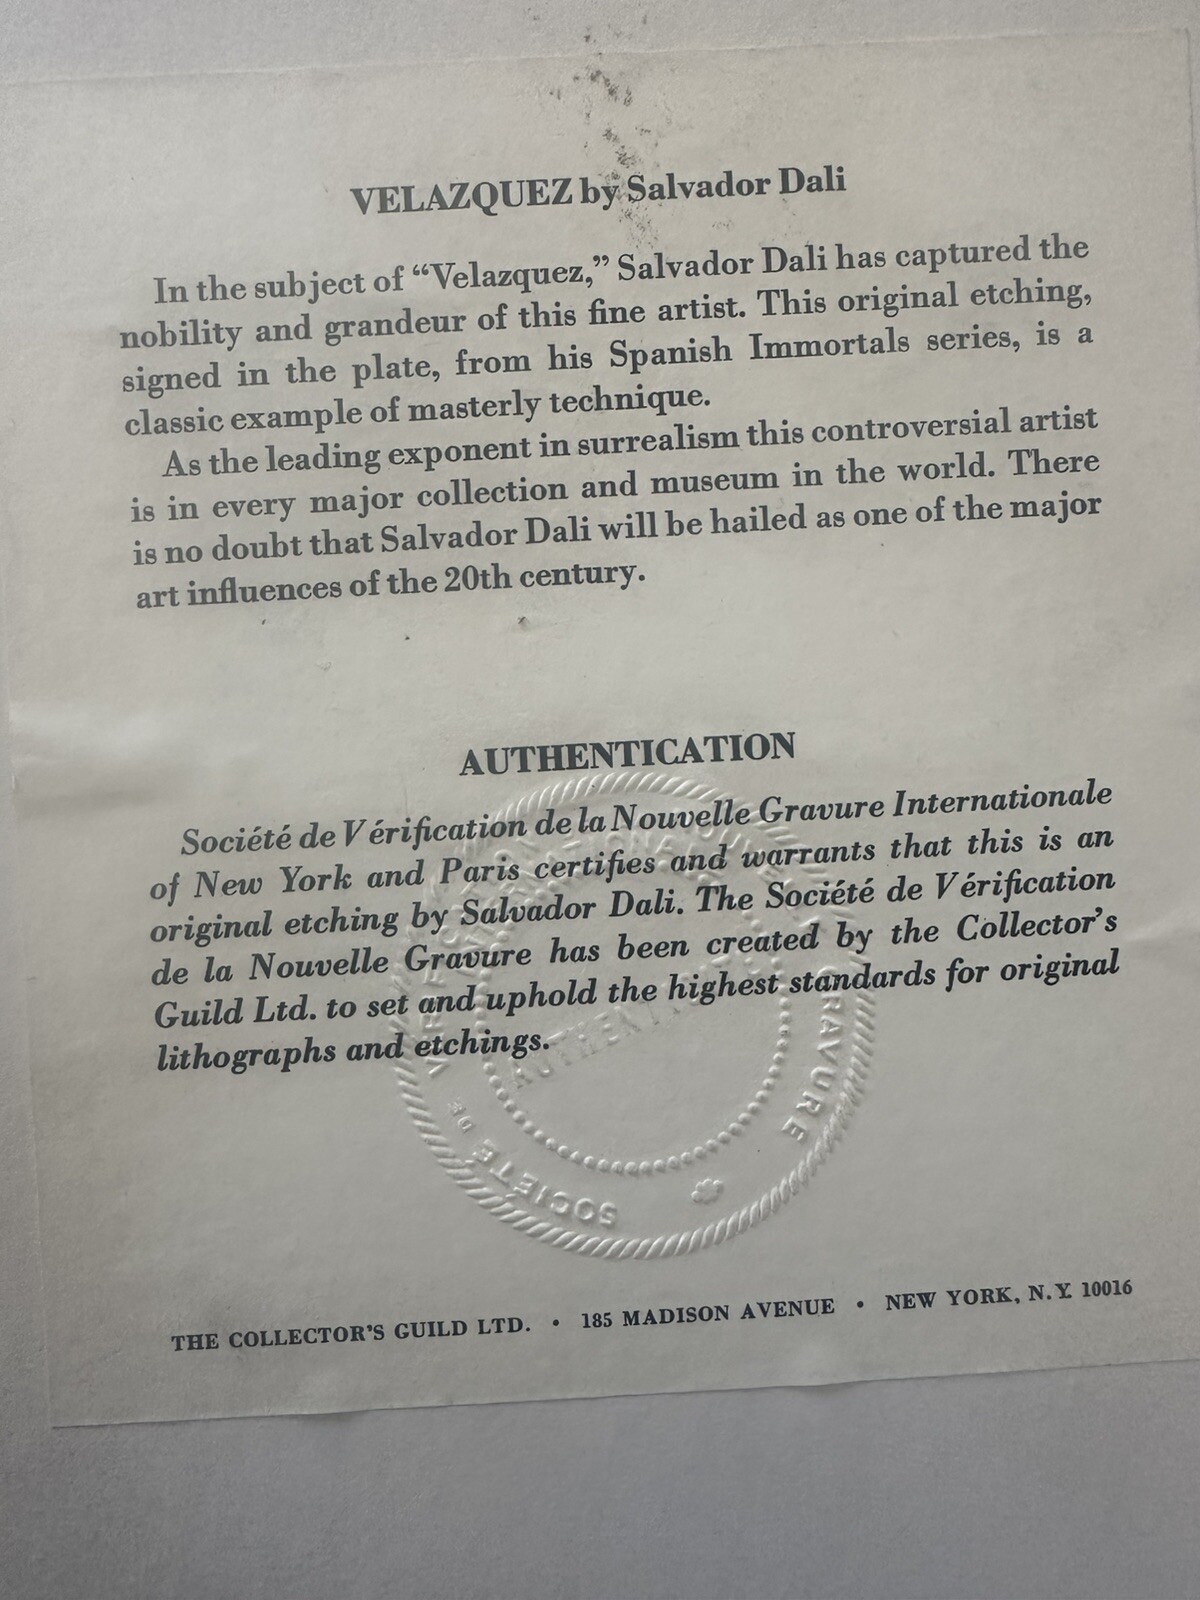 VELAZQUEZ by Salvador Dali
In the subject of “Velazquez,” Salvador Dali has captured the
nobility and grandeur of this fine artist. This original etching,
signed in the plate, from his Spanish Immortals series, is a
classic example of masterly technique.
As the leading exponent in surrealism this controversial artist
is in every major collection and museum in the world. There
is no doubt that Salvador Dali will be hailed as one of the major
art influences of the 20th century.
AUTHENTICATION
Société de Vérification de la Nouvelle Gravure Internationale
of New York and Paris certifies and warrants that this is an
original etching by Salvador Dali. The Société de Vérification
de la Nouvelle Gravure has been created by the Collector’s
Guild Ltd. to set and uphold the highest standards for original
lithographs and etchings.
SOCIÉTÉ DE
GRAVURE
THE COLLECTOR’S GUILD LTD. • 185 MADISON AVENUE • NEW YORK, N.Y. 10016